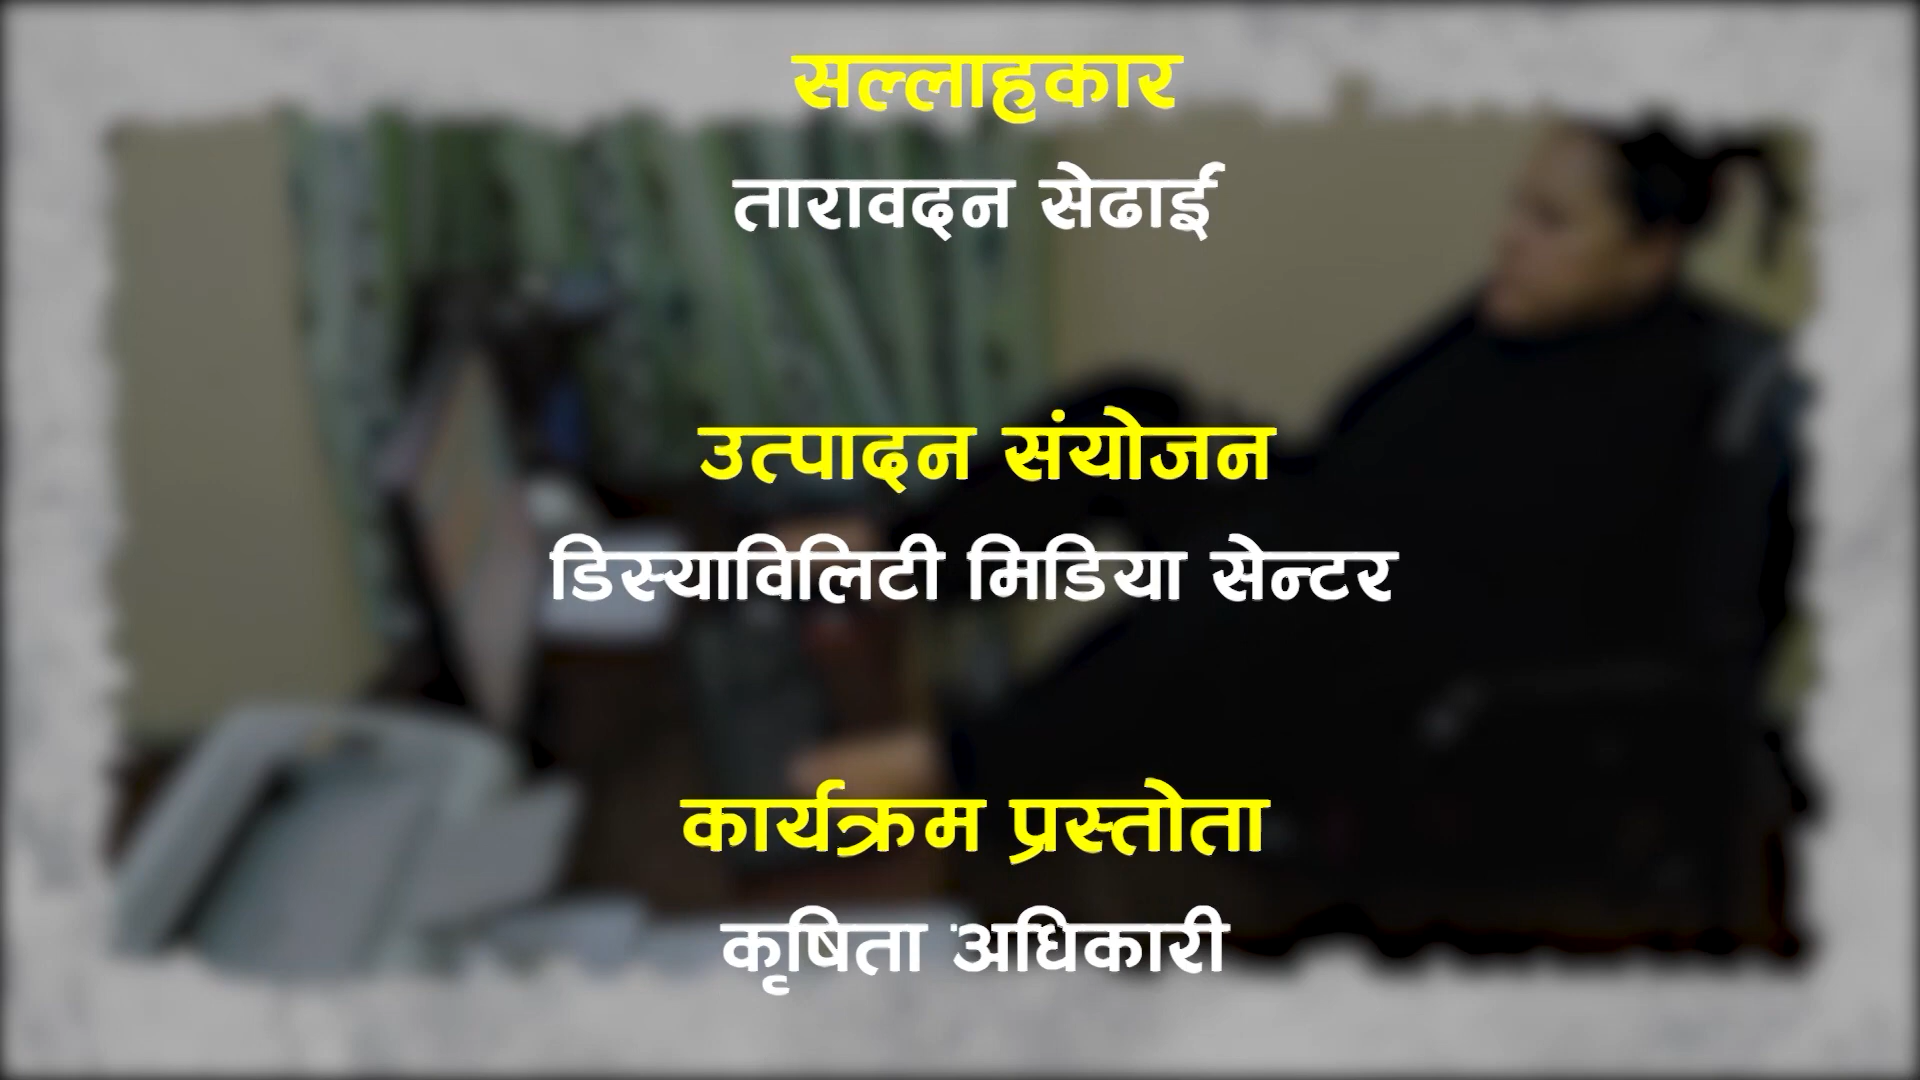 सल्लाहकार
तारावदन सेढाई
उत्पादन संयोजन
डिस्याविलिटी मिडिया सेन्टर
कार्यक्रम प्रस्तोता
कृषिता अधिकारी